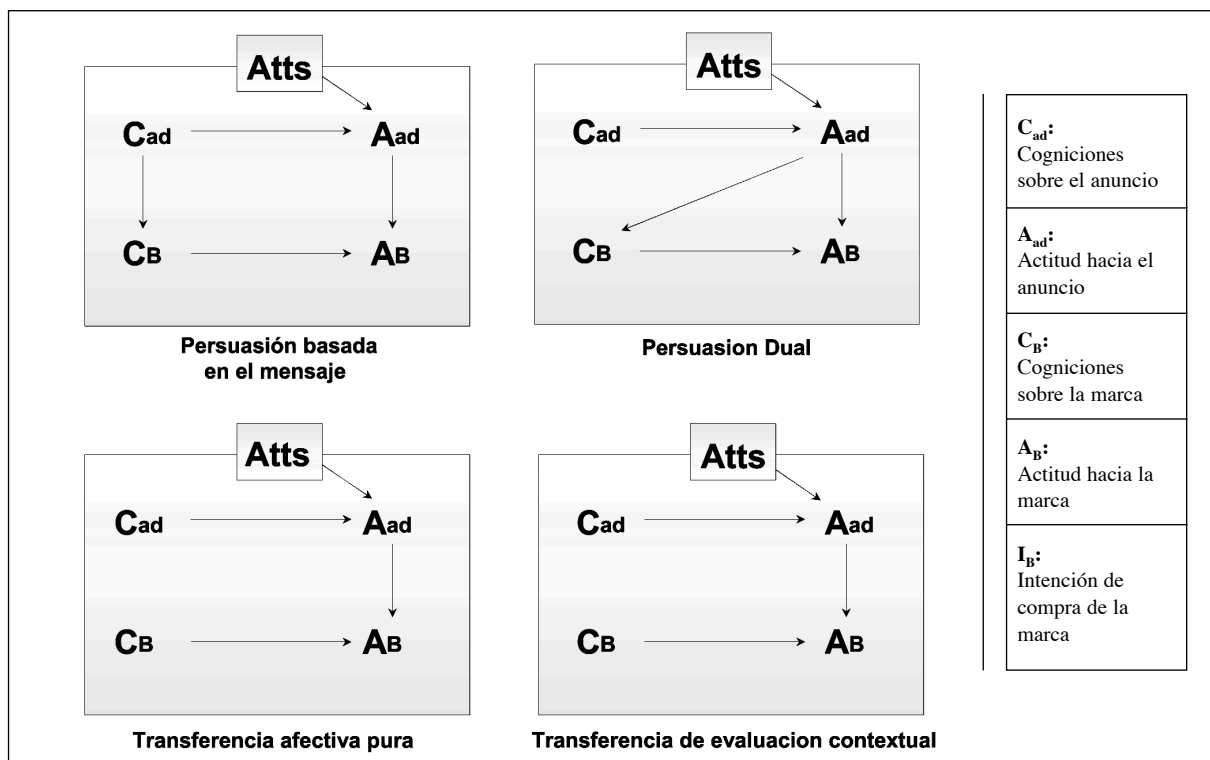 Atts
Cad Aad
CB AB
Persuasión basada
en el mensaje
Atts
Cad Aad
CB AB
Persuasion Dual
Atts
Cad Aad
CB AB
Transferencia afectiva pura
Atts
Cad Aad
CB AB
Transferencia de evaluacion contextual
Cad:
Cogniciones
sobre el anuncio
Aad:
Actitud hacia el
anuncio
CB:
Cogniciones
sobre la marca
AB:
Actitud hacia la
marca
IB:
Intención de
compra de la
marca